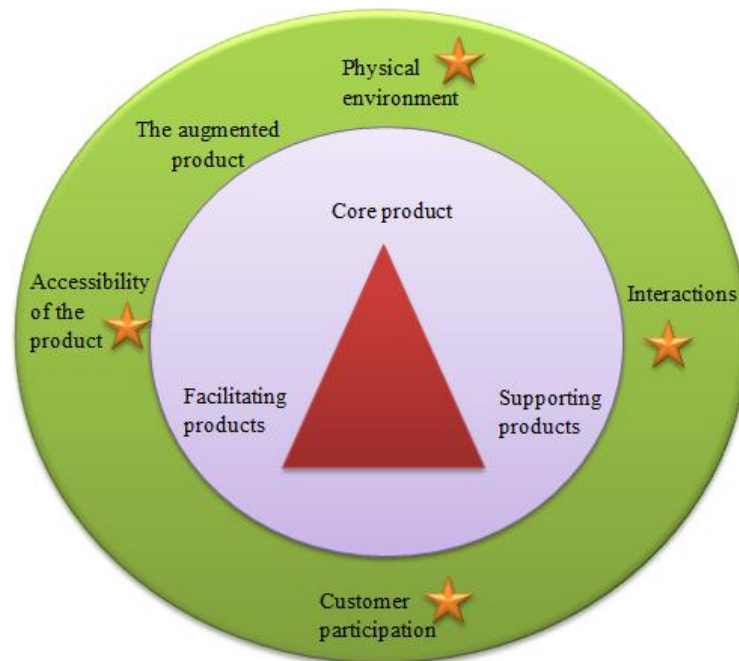 Physical
environment
The augmented
product
Core product
Accessibility
of the
product
Interactions
Facilitating
products
Supporting
products
Customer
participation